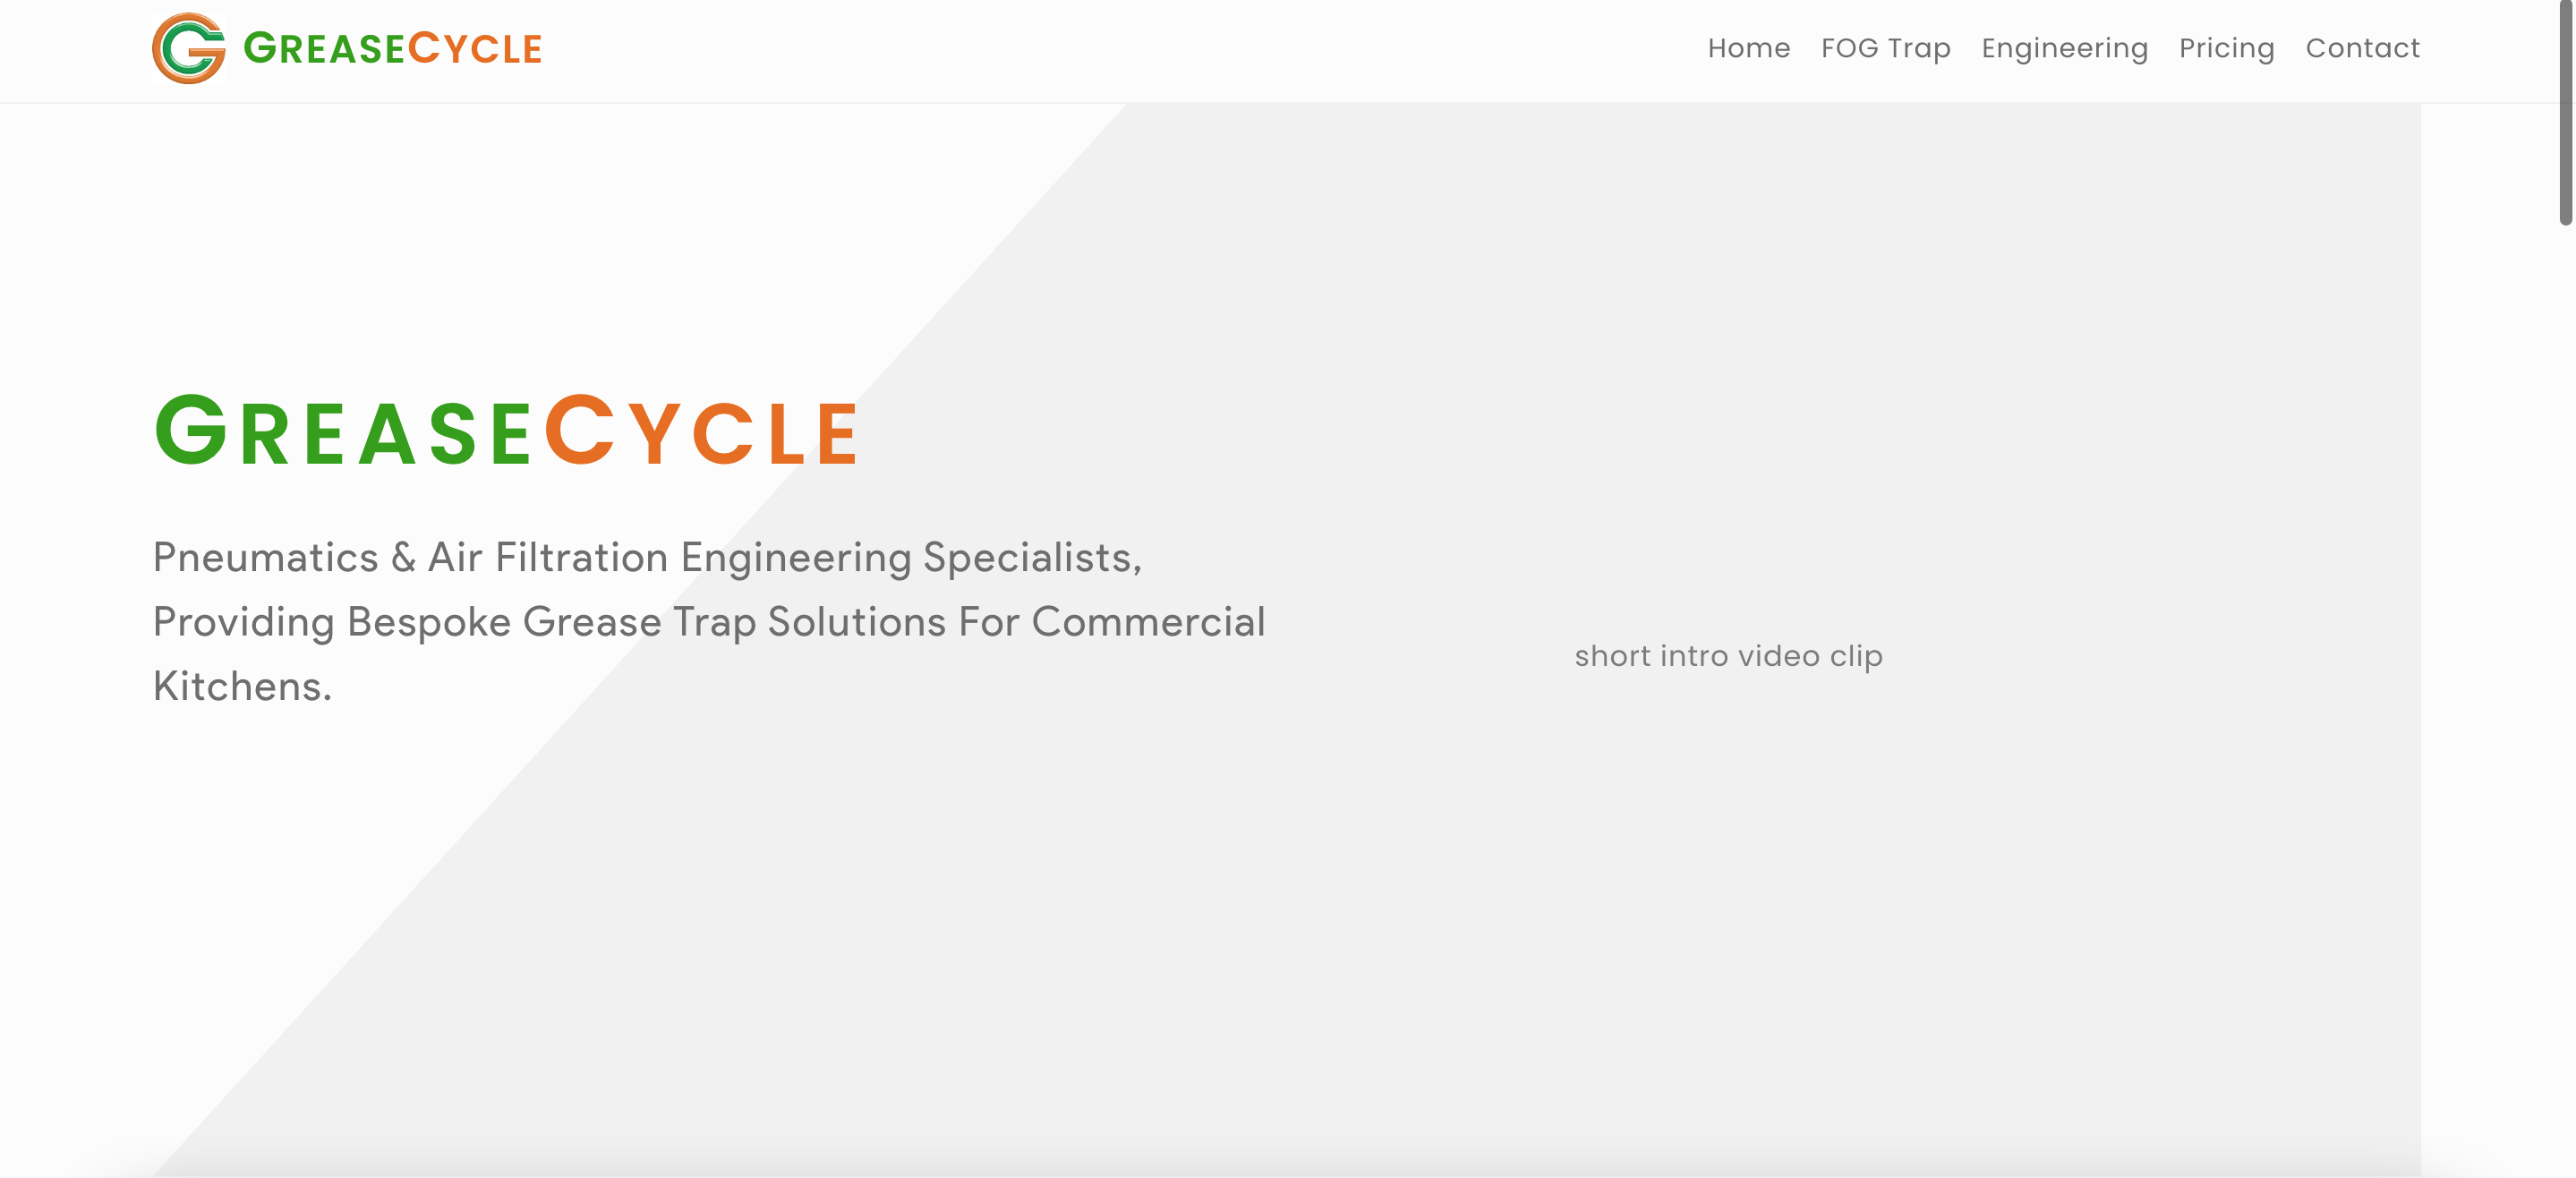 GREASECYCLE
Home FOG Trap Engineering Pricing Contact
GREASECYCLE
Pneumatics & Air Filtration Engineering Specialists,
Providing Bespoke Grease Trap Solutions For Commercial
Kitchens.
short intro video clip